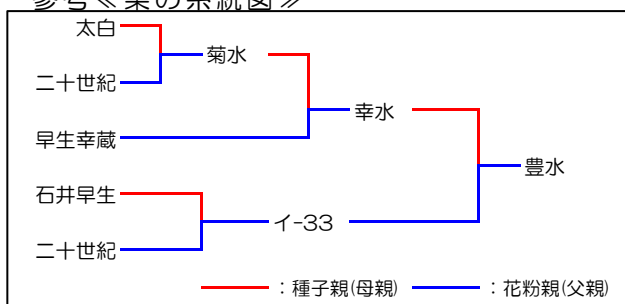 参考≪梨の系統図≫
太白
菊水
二十世紀
幸水
早生幸蔵
豊水
石井早生
イ-33
二十世紀
：種子親(母親)
：花粉親(父親)